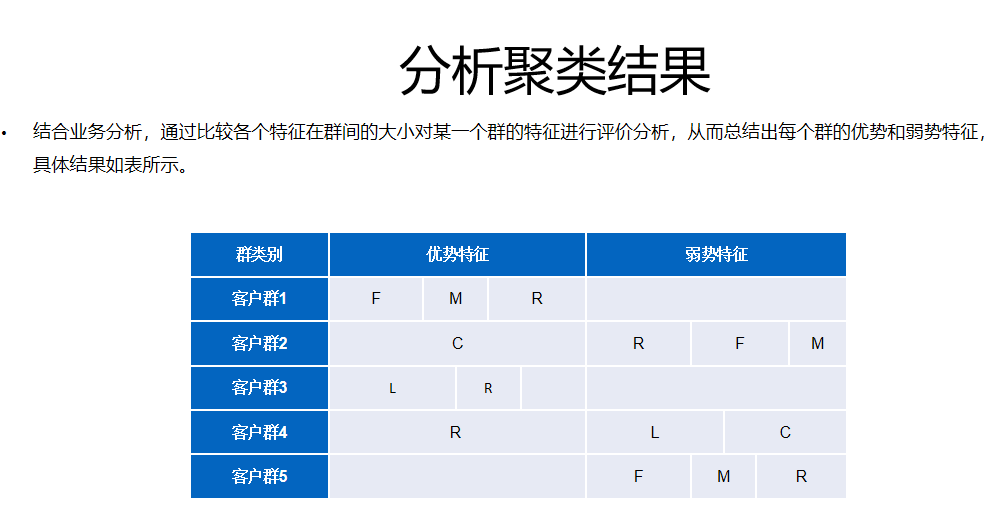 分析聚类结果
• 结合业务分析，通过比较各个特征在群间的大小对某一个群的特征进行评价分析，从而总结出每个群的优势和弱势特征，
具体结果如表所示。
群类别 优势特征 弱势特征
客户群1 F M R
客户群2 C R F M
客户群3 L R
客户群4 R L C
客户群5 F M R